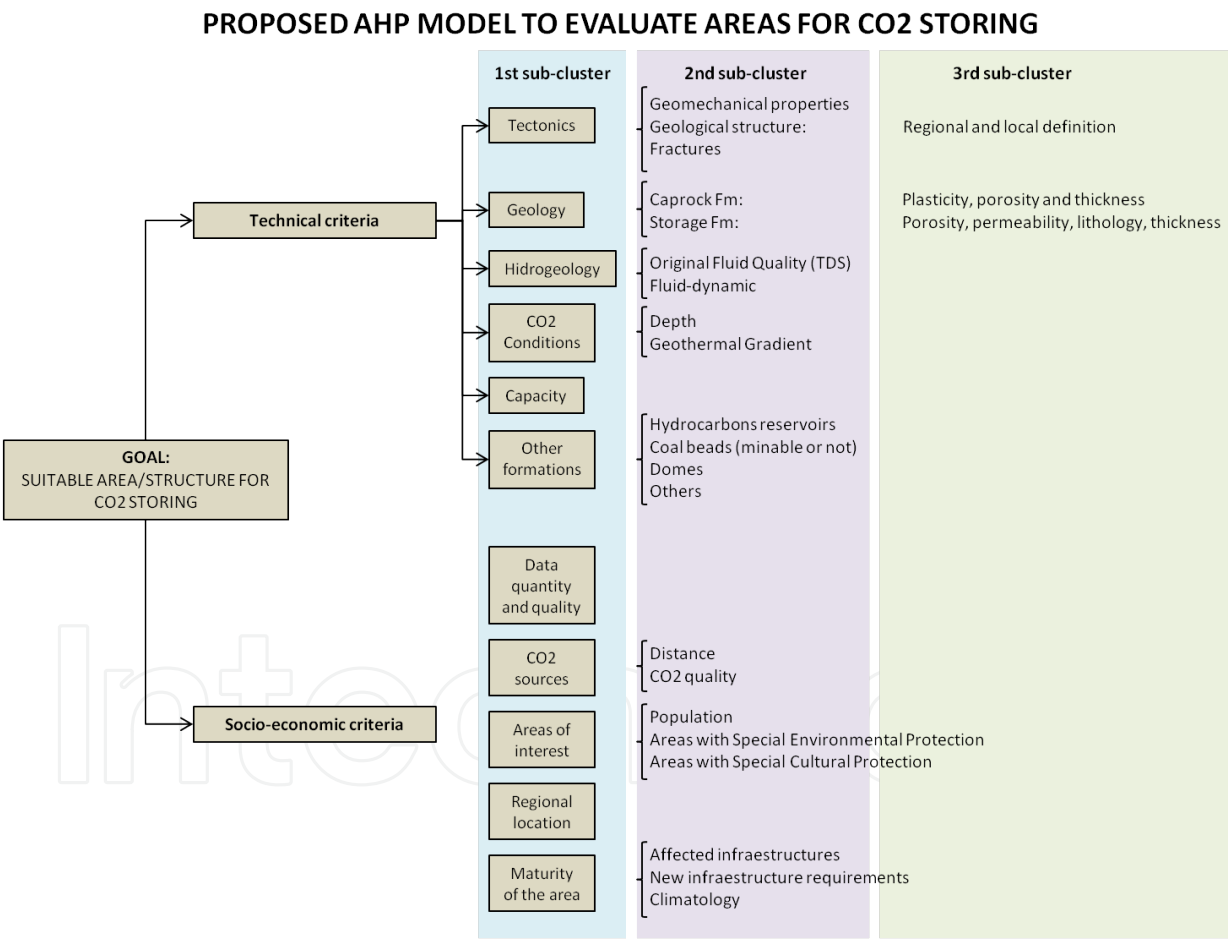 PROPOSED AHP MODEL TO EVALUATE AREAS FOR CO2 STORING
1st sub-cluster
2nd sub-cluster
3rd sub-cluster
Tectonics
Geomechanical properties
Geological structure:
Fractures
Regional and local definition
Technical criteria
Geology
Caprock Fm:
Storage Fm:
Plasticity, porosity and thickness
Porosity, permeability, lithology, thickness
Hidrogeology
Original Fluid Quality (TDS)
Fluid-dynamic
CO2
Conditions
Depth
Geothermal Gradient
Capacity
Other
formations
Hydrocarbons reservoirs
Coal beads (minable or not)
Domes
Others
GOAL:
SUITABLE AREA/STRUCTURE FOR
CO2 STORING
Data
quantity
and quality
CO2
sources
Distance
CO2 quality
Socio-economic criteria
Areas of
interest
Population
Areas with Special Environmental Protection
Areas with Special Cultural Protection
Regional
location
Maturity
of the area
Affected infraestructures
New infraestructure requirements
Climatology